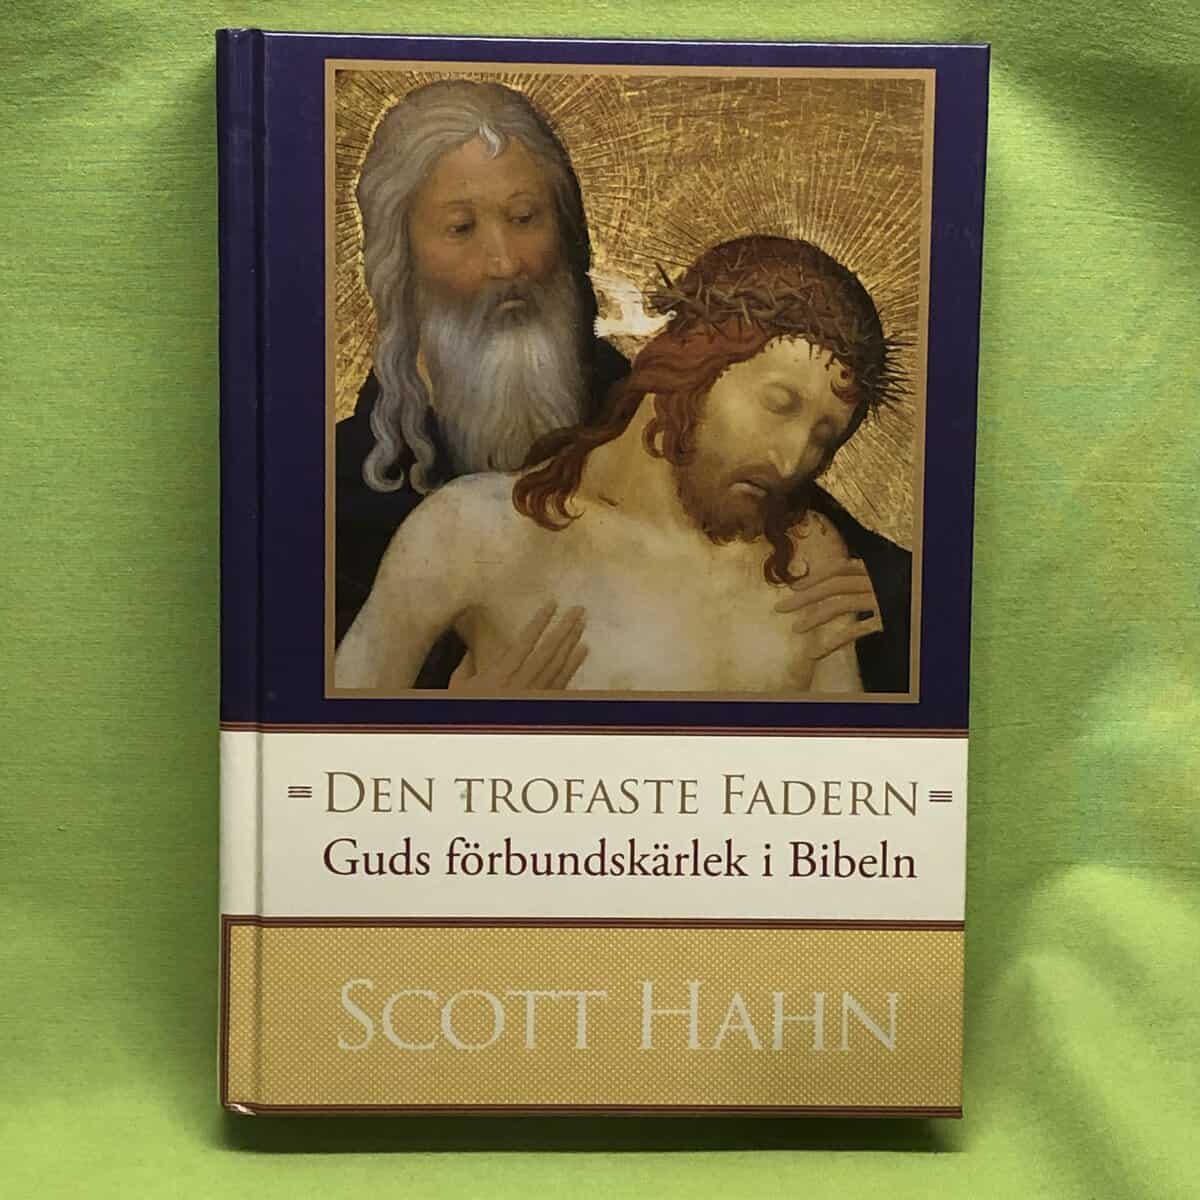 DEN TROFASTE FADERN
Guds förbundskärlek i Bibeln
SCOTT HAHN